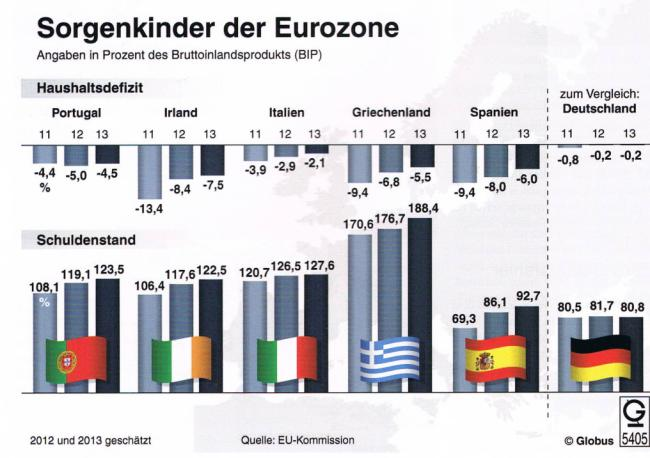 Sorgenkinder der Eurozone
Angaben in Prozent des Bruttoinlandsprodukts (BIP)
Haushaltsdefizit
zum Vergleich:
Portugal Irland Italien Griechenland Spanien Deutschland
11 12 13 11 12 13 11 12 13 11 12 13 11 12 13 11 12 13
-4,4 % -5,0 -4,5 -13,4 -8,4 -7,5 -3,9 -2,9 -2,1 -9,4 -6,8 -5,5 -9,4 -8,0 -6,0 -0,8 -0,2 -0,2
Schuldenstand
108,1 % 119,1 123,5 106,4 117,6 122,5 120,7 126,5 127,6 170,6 176,7 188,4 69,3 86,1 92,7 80,5 81,7 80,8
2012 und 2013 geschätzt
Quelle: EU-Kommission
© Globus
G
5405